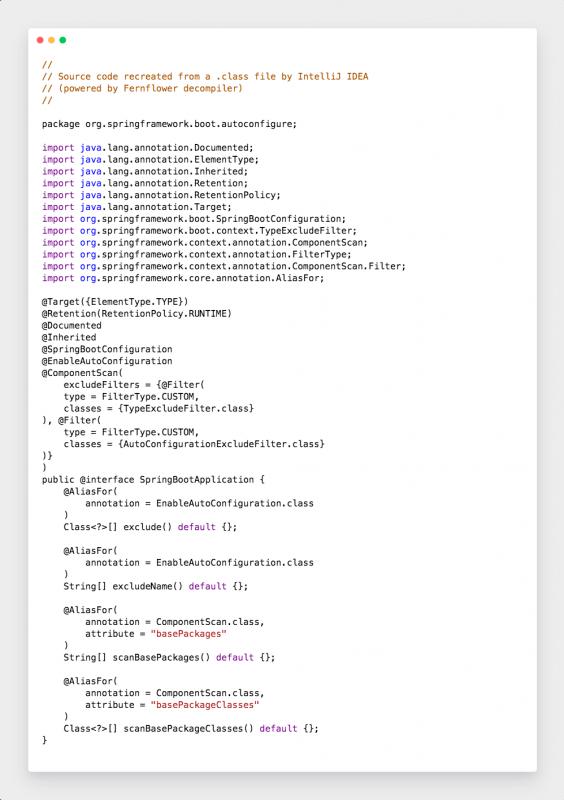 //
// Source code recreated from a .class file by IntelliJ IDEA
// (powered by Fernflower decompiler)
//
package org.springframework.boot.autoconfigure;
import java.lang.annotation.Documented;
import java.lang.annotation.ElementType;
import java.lang.annotation.Inherited;
import java.lang.annotation.Retention;
import java.lang.annotation.RetentionPolicy;
import java.lang.annotation.Target;
import org.springframework.boot.SpringBootConfiguration;
import org.springframework.boot.context.TypeExcludeFilter;
import org.springframework.context.annotation.ComponentScan;
import org.springframework.context.annotation.FilterType;
import org.springframework.context.annotation.ComponentScan.Filter;
import org.springframework.core.annotation.AliasFor;
@Target({ElementType.TYPE})
@Retention(RetentionPolicy.RUNTIME)
@Documented
@Inherited
@SpringBootConfiguration
@EnableAutoConfiguration
@ComponentScan(
    excludeFilters = {@Filter(
    type = FilterType.CUSTOM,
    classes = {TypeExcludeFilter.class}
), @Filter(
    type = FilterType.CUSTOM,
    classes = {AutoConfigurationExcludeFilter.class}
)}
)
public @interface SpringBootApplication {
    @AliasFor(
        annotation = EnableAutoConfiguration.class
    )
    Class<?>[] exclude() default {};
    @AliasFor(
        annotation = EnableAutoConfiguration.class
    )
    String[] excludeName() default {};
    @AliasFor(
        annotation = ComponentScan.class,
        attribute = "basePackages"
    )
    String[] scanBasePackages() default {};
    @AliasFor(
        annotation = ComponentScan.class,
        attribute = "basePackageClasses"
    )
    Class<?>[] scanBasePackageClasses() default {};
}